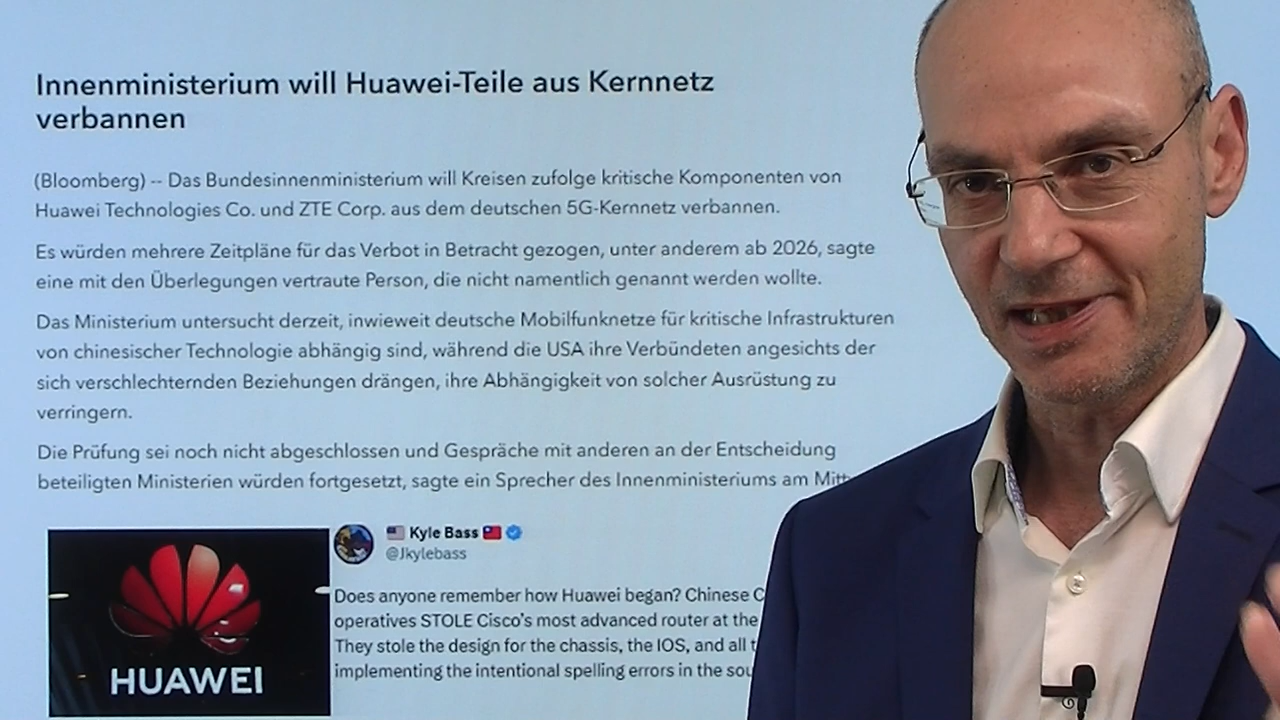 Innenministerium will Huawei-Teile aus Kernnetz
verbannen
(Bloomberg) -- Das Bundesinnenministerium will Kreisen zufolge kritische Komponenten von
Huawei Technologies Co. und ZTE Corp. aus dem deutschen 5G-Kernnetz verbannen.
Es würden mehrere Zeitpläne für das Verbot in Betracht gezogen, unter anderem ab 2026, sagte
eine mit den Überlegungen vertraute Person, die nicht namentlich genannt werden wollte.
Das Ministerium untersucht derzeit, inwieweit deutsche Mobilfunknetze für kritische Infrastrukturen
von chinesischer Technologie abhängig sind, während die USA ihre Verbündeten angesichts der
sich verschlechternden Beziehungen drängen, ihre Abhängigkeit von solcher Ausrüstung zu
verringern.
Die Prüfung sei noch nicht abgeschlossen und Gespräche mit anderen an der Entscheidung
beteiligten Ministerien würden fortgesetzt, sagte ein Sprecher des Innenministeriums am
Kyle Bass
@Jkylebass
Does anyone remember how Huawei began? Chinese
operatives STOLE Cisco's most advanced router at the
They stole the design for the chassis, the IOS, and all
implementing the intentional spelling errors in the
HUAWEI